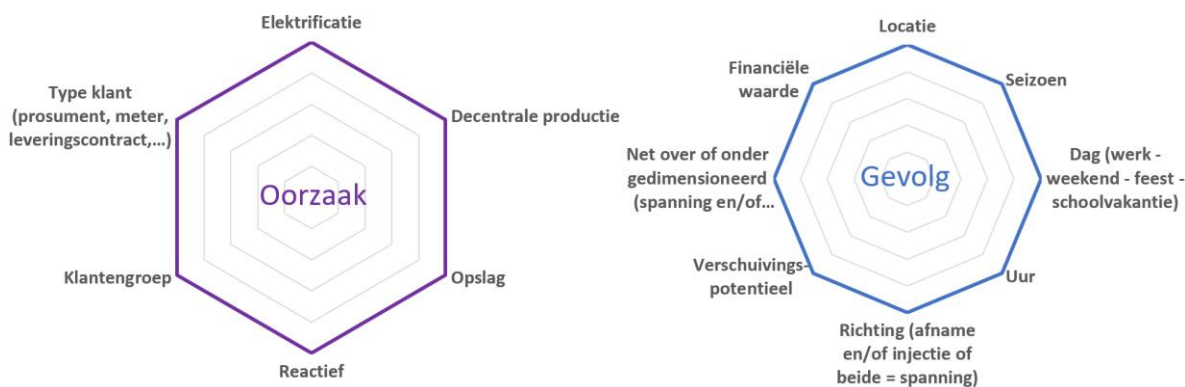 Elektrificatie
Type klant
(prosument, meter,
leveringscontract,...)
Decentrale productie
Oorzaak
Klantengroep
Opslag
Reactief
Locatie
Financiële
waarde
Seizoen
Net over of onder
gedimensioneerd
(spanning en/of...
Gevolg
Dag (werk -
weekend - feest -
schoolvakantie)
Verschuivings-
potentieel
Uur
Richting (afname
en/of injectie of
beide = spanning)